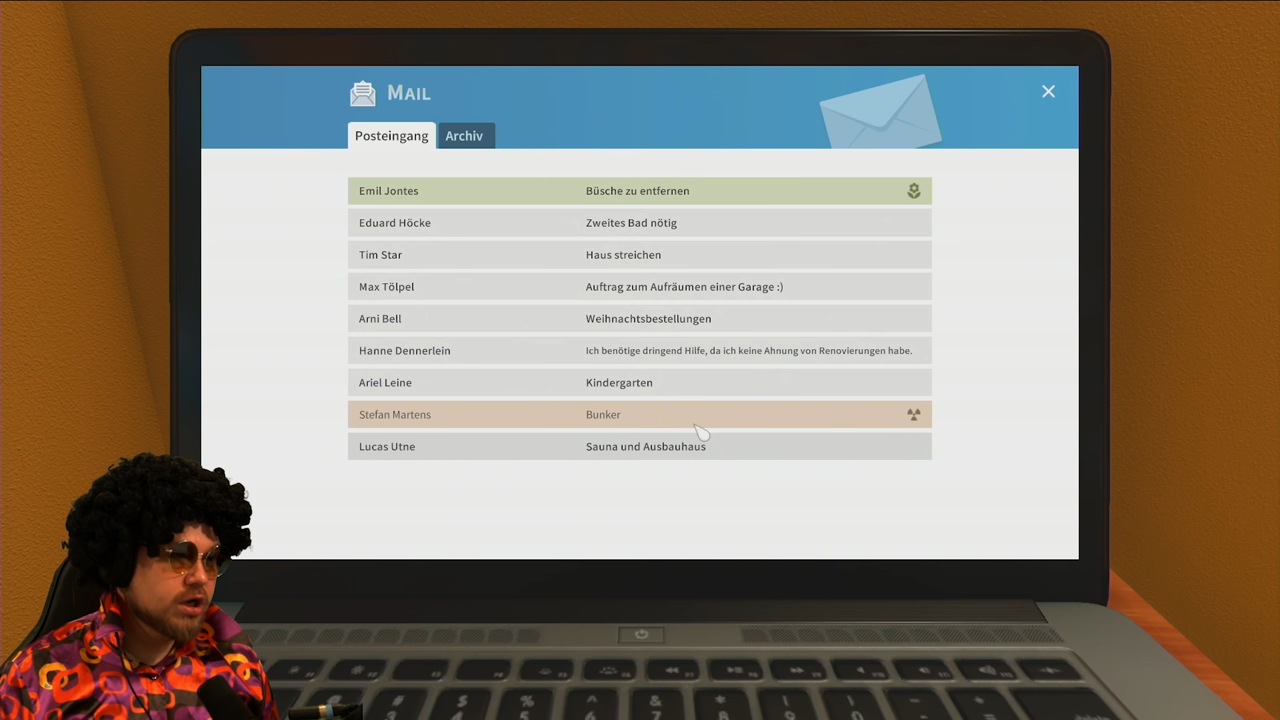 Mail
Posteingang
Archiv
Emil Jontes Büsche zu entfernen
Eduard Höcke Zweites Bad nötig
Tim Star Haus streichen
Max Tölpel Auftrag zum Aufräumen einer Garage :)
Arni Bell Weihnachtsbestellungen
Hanne Dennerlein Ich benötige dringend Hilfe, da ich keine Ahnung von Renovierungen habe.
Ariel Leine Kindergarten
Stefan Martens Bunker
Lucas Utne Sauna und Ausbauhaus